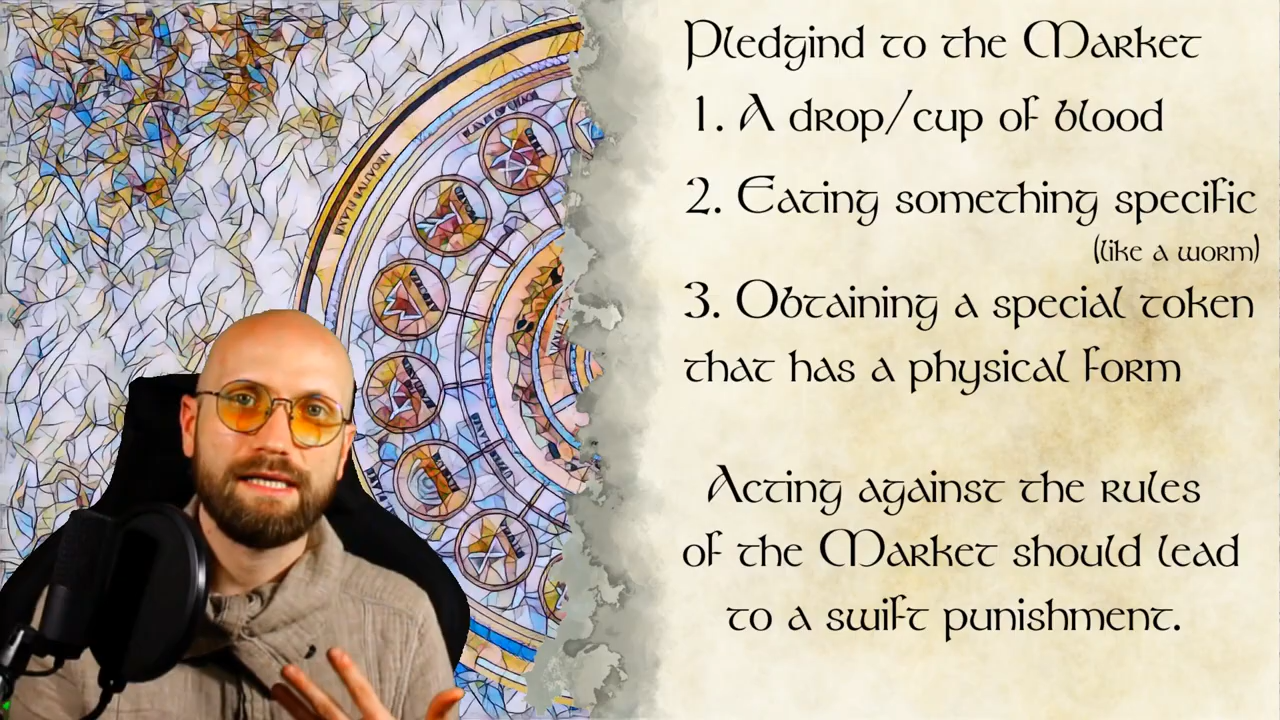 Pledgind to the Market
1. A drop/cup of blood
2. Eating something specific
(like a worm)
3. Obtaining a special token
that has a physical form
Acting against the rules
of the Market should lead
to a swift punishment.